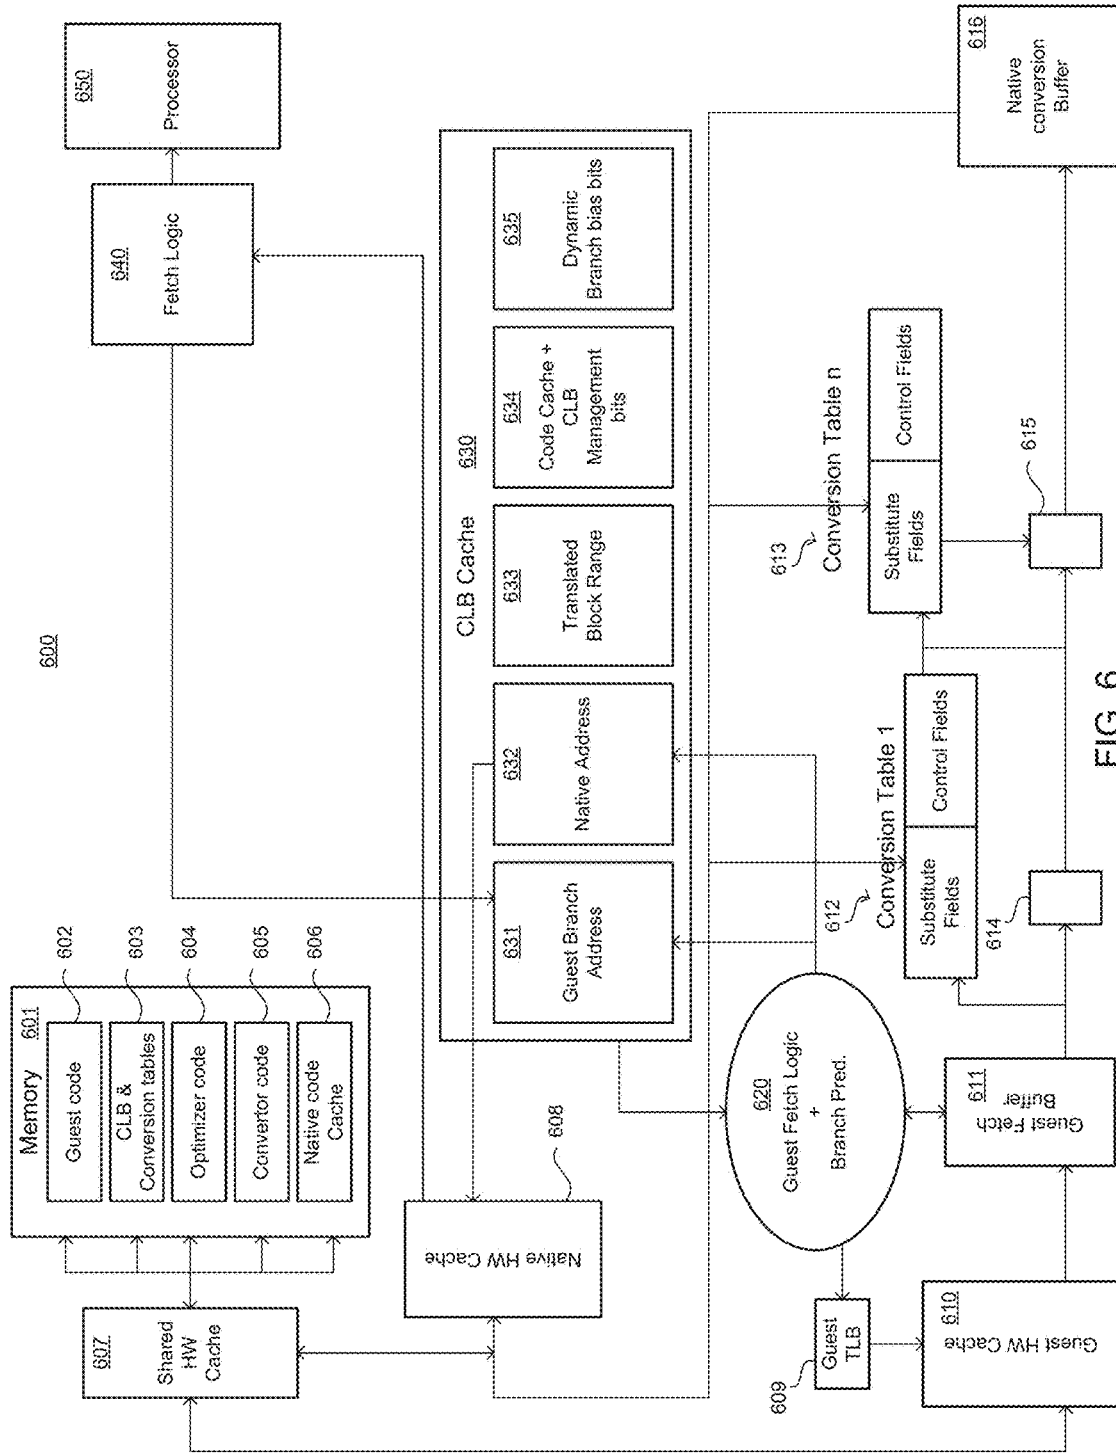 600
Memory
601
Guest code
CLB &
Conversion tables
Optimizer code
Convertor code
Native code
Cache
602
603
604
605
606
607
Shared
HW
Cache
650
Processor
640
Fetch Logic
CLB Cache
630
631
Guest Branch
Address
632
Native Address
633
Translated
Block Range
634
Code Cache +
CLB
Management
bits
635
Dynamic
Branch bias bits
Native HW Cache
608
620
Guest Fetch Logic
+
Branch Pred.
Guest
TLB
609
610
Guest HW Cache
611
Guest Fetch
Buffer
612
Conversion Table 1
Substitute
Fields
Control Fields
614
613
Conversion Table n
Substitute
Fields
Control Fields
615
616
Native
conversion
Buffer
FIG. 6